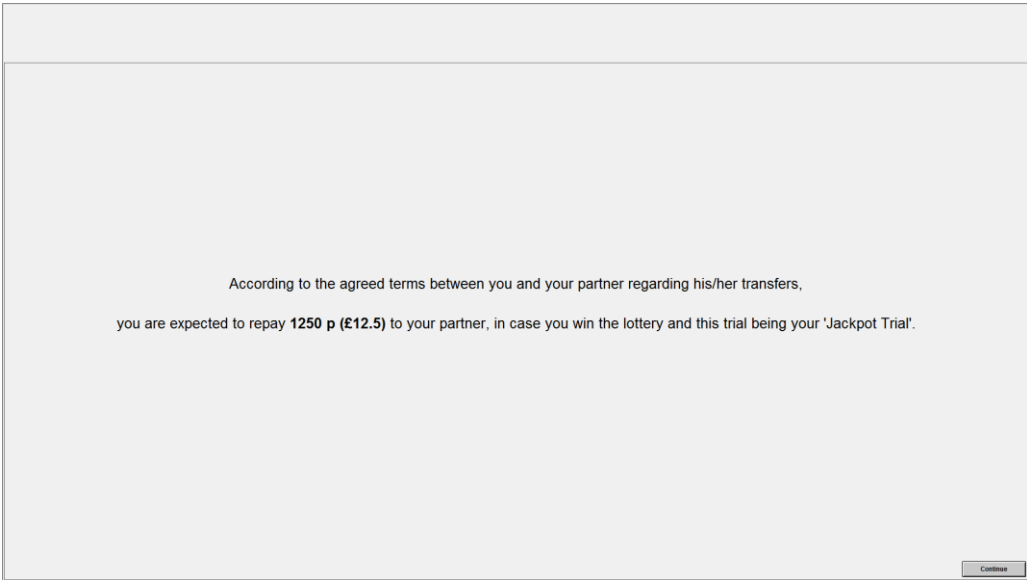 According to the agreed terms between you and your partner regarding his/her transfers,
you are expected to repay 1250 p (£12.5) to your partner, in case you win the lottery and this trial being your 'Jackpot Trial'.
Continue